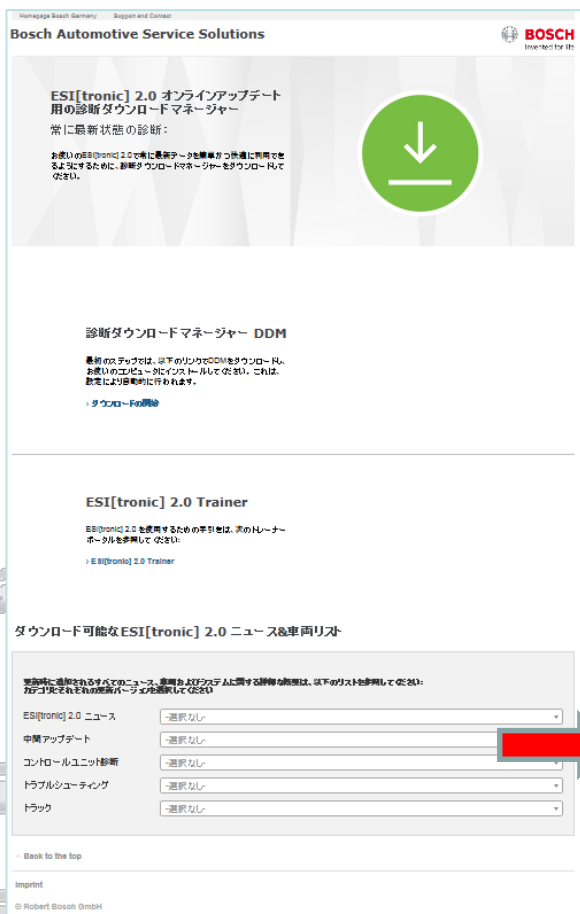 Homepage Bosch Germany Support and Contact
Bosch Automotive Service Solutions
BOSCH
Invented for life
ESI[tronic] 2.0 オンラインアップデート
用の診断ダウンロードマネージャー
常に最新状態の診断:
お使いのESI[tronic] 2.0で常に最新データを簡単かつ快適に利用でき
るようにするために、診断ダウンロードマネージャーをダウンロードして
ください。
診断ダウンロードマネージャー DDM
最初のステップでは、以下のリンクでDDMをダウンロードし、
お使いのコンピュータにインストールしてください。これは、
設定により自動的に行われます。
› ダウンロードの開始
ESI[tronic] 2.0 Trainer
ESI[tronic] 2.0 を使用するための手引きは、次のトレーナー
ポータルを参照してください:
› ESI[tronic] 2.0 Trainer
ダウンロード可能なESI[tronic] 2.0 ニュース&車両リスト
更新時に追加されるすべてのニュース、車両およびシステムに関する詳細な概要は、以下のリストを参照してください:
カテゴリ別にそれぞれの更新バージョンを選択してください
ESI[tronic] 2.0 ニュース -選択なし-
中間アップデート -選択なし-
コントロールユニット診断 -選択なし-
トラブルシューティング -選択なし-
トラック -選択なし-
Back to the top
Imprint
© Robert Bosch GmbH